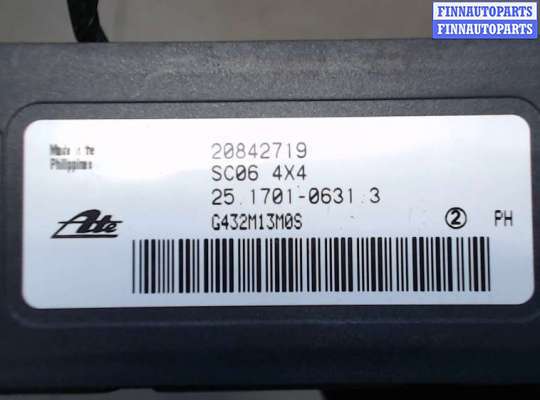 FINNAUTOPARTS
FINNAUTOPARTS
Made in the
Philippines
20842719
SC06 4X4
25.1701-0631.3
G432M13M0S
Ate
2 PH